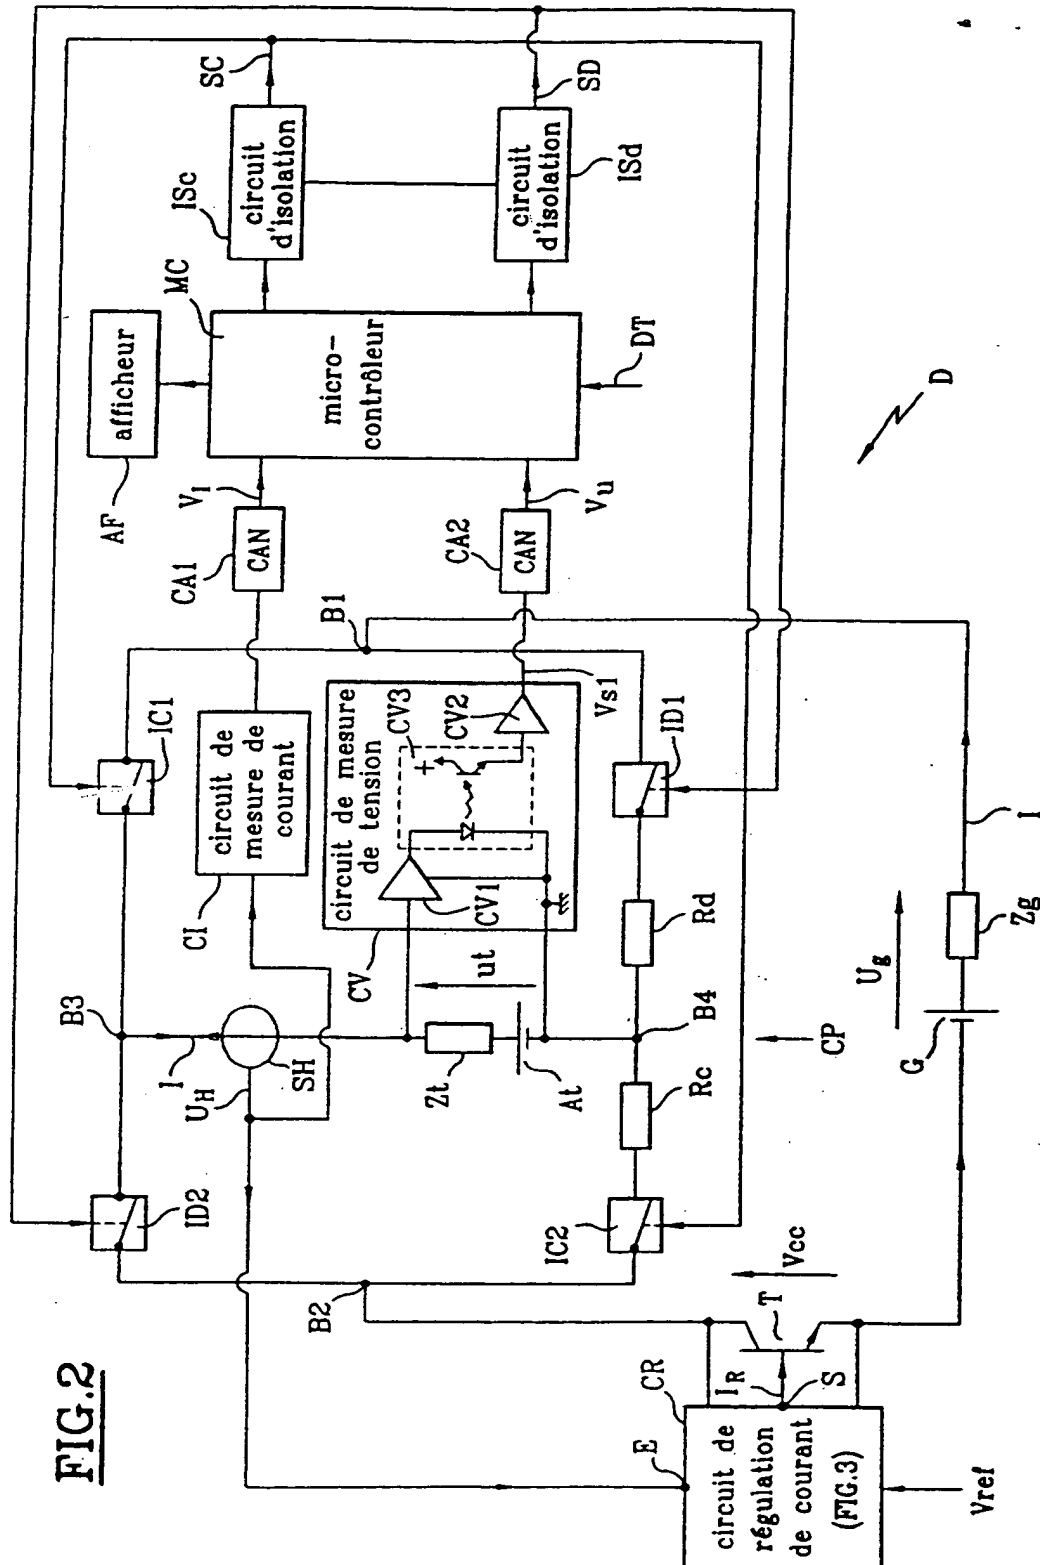 FIG.2
SC
SD
ISc
circuit
d'isolation
circuit
d'isolation
ISd
MC
afficheur
AF
micro-
contrôleur
DT
D
V1
Vu
CA1
CAN
CA2
CAN
B1
IC1
CI
circuit de
mesure de
courant
circuit de mesure
de tension
CV3
+
CV2
CV1
CV
Vs1
ID1
B3
I
UH
SH
ut
Zt
At
Rd
B4
Rc
CP
ID2
IC2
B2
Ug
G
Zg
I
Vcc
T
IR
S
CR
E
circuit de
régulation
de courant
(FIG.3)
Vref